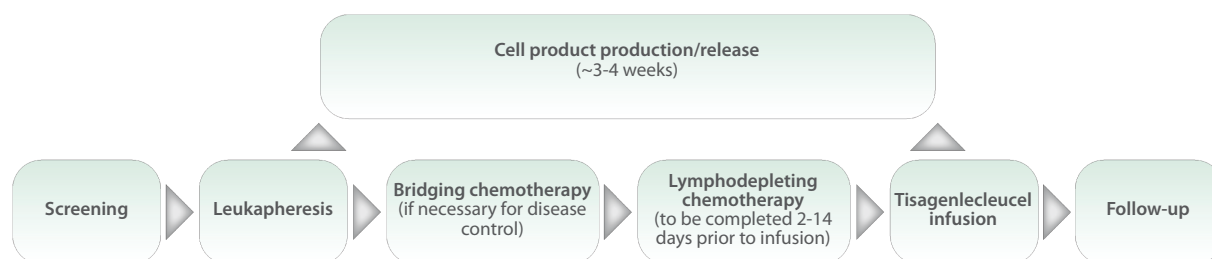 Cell product production/release
(~3-4 weeks)
Screening
Leukapheresis
Bridging chemotherapy
(if necessary for disease
control)
Lymphodepleting
chemotherapy
(to be completed 2-14
days prior to infusion)
Tisagenlecleucel
infusion
Follow-up